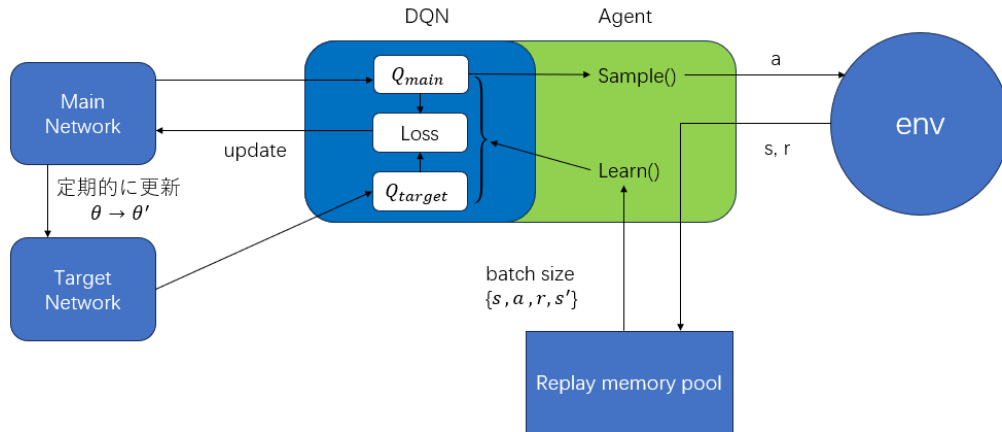 DQN
Agent
Main
Network
Q_main
Sample()
a
env
Loss
update
s, r
Learn()
Q_target
定期的に更新
θ → θ′
Target
Network
batch size
{s , a , r, s′}
Replay memory pool